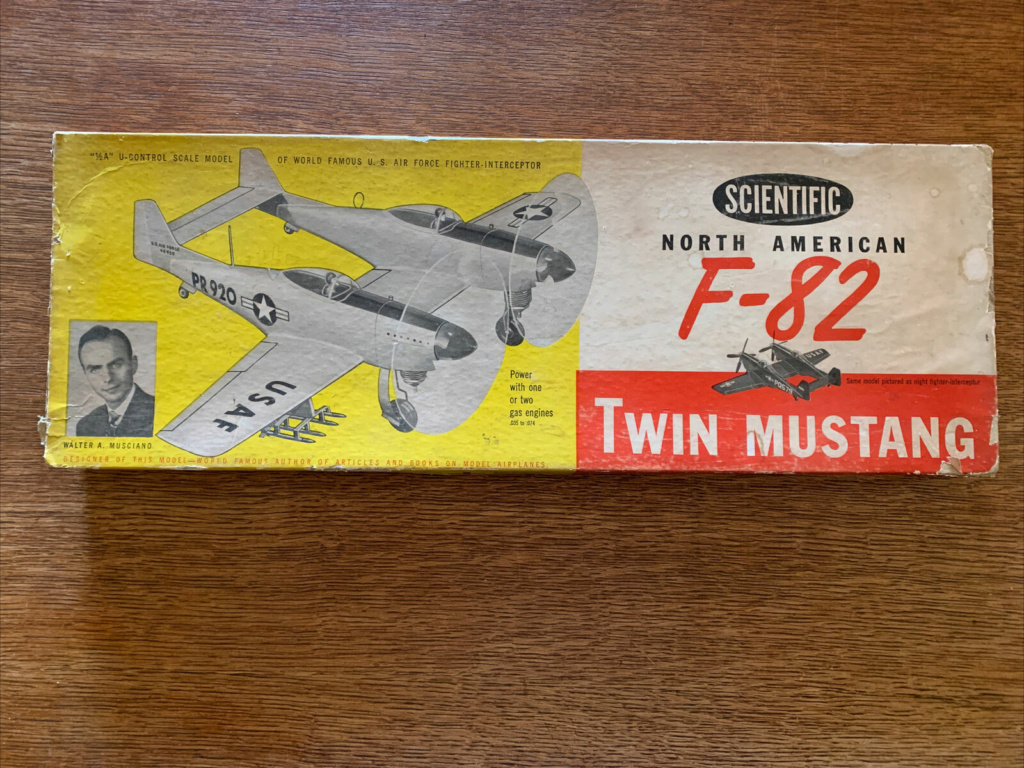 "½A" U-CONTROL SCALE MODEL OF WORLD FAMOUS U. S. AIR FORCE FIGHTER-INTERCEPTOR
PR 920
USAF
Power
with one
or two
gas engines
.035 to .074
WALTER A. MUSCIANO
DESIGNER OF THIS MODEL—WORLD FAMOUS AUTHOR OF ARTICLES AND BOOKS ON MODEL AIRPLANES.
SCIENTIFIC
NORTH AMERICAN
F-82
USAF
Same model pictured as night fighter-interceptor
TWIN MUSTANG